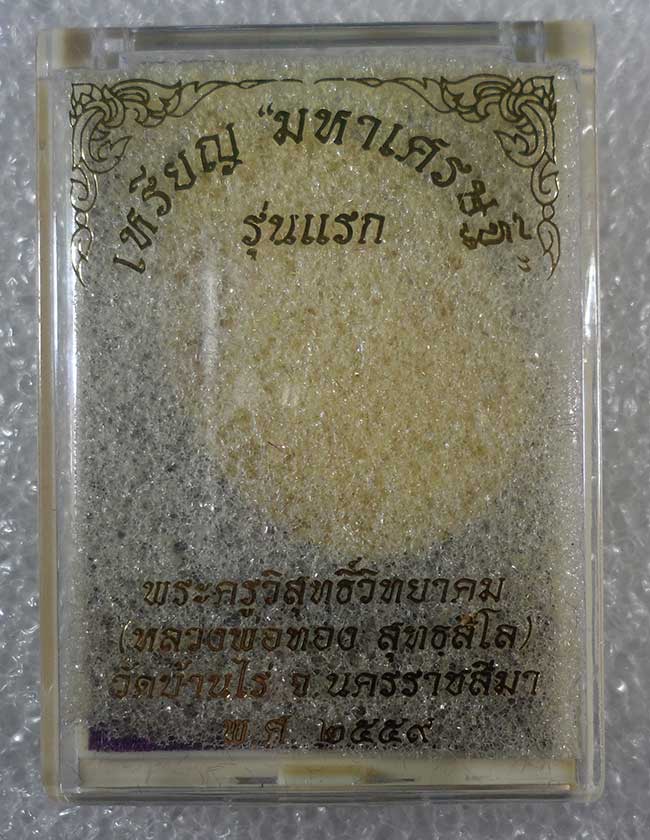 เหรียญ “มหาเศรษฐี”
รุ่นแรก
พระครูวิสุทธิ์วิทยาคม
(หลวงพ่อทอง สุทธสีโล)
วัดบ้านไร่ จ.นครราชสีมา
พ.ศ. ๒๕๕๙